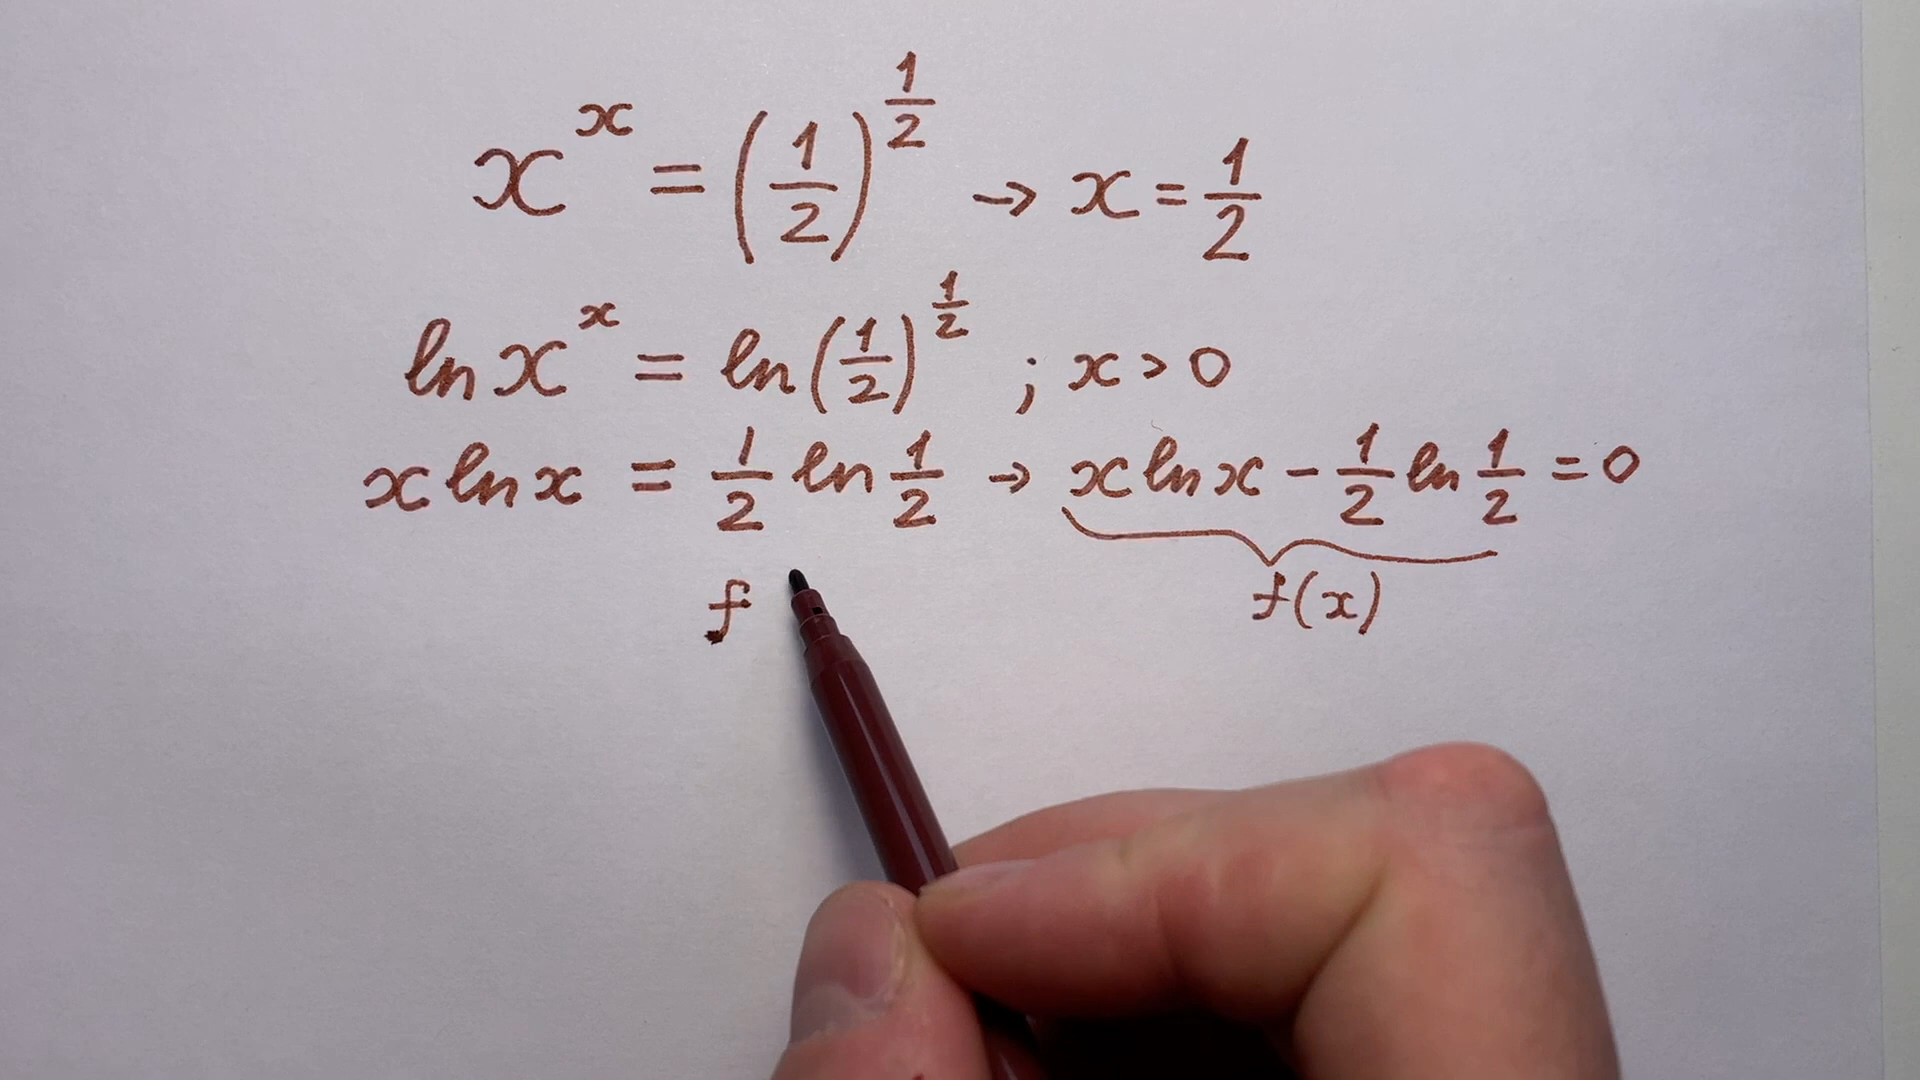 x^x = (1/2)^(1/2) → x = 1/2
ln x^x = ln(1/2)^(1/2) ; x > 0
x ln x = 1/2 ln 1/2 → x ln x - 1/2 ln 1/2 = 0
f f(x)